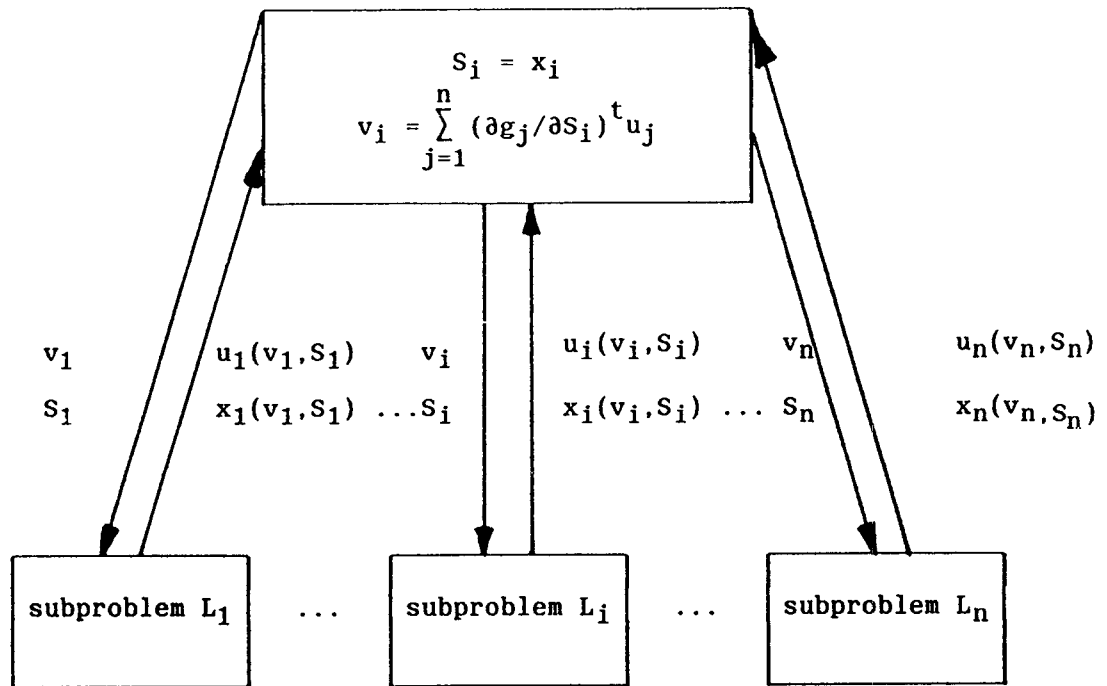 S_i = x_i
n
v_i = Σ (∂g_j/∂S_i)^t u_j
j=1
v_1 u_1(v_1,S_1) v_i u_i(v_i,S_i) v_n u_n(v_n,S_n)
S_1 x_1(v_1,S_1) ...S_i x_i(v_i,S_i) ... S_n x_n(v_n,S_n)
subproblem L_1 ... subproblem L_i ... subproblem L_n